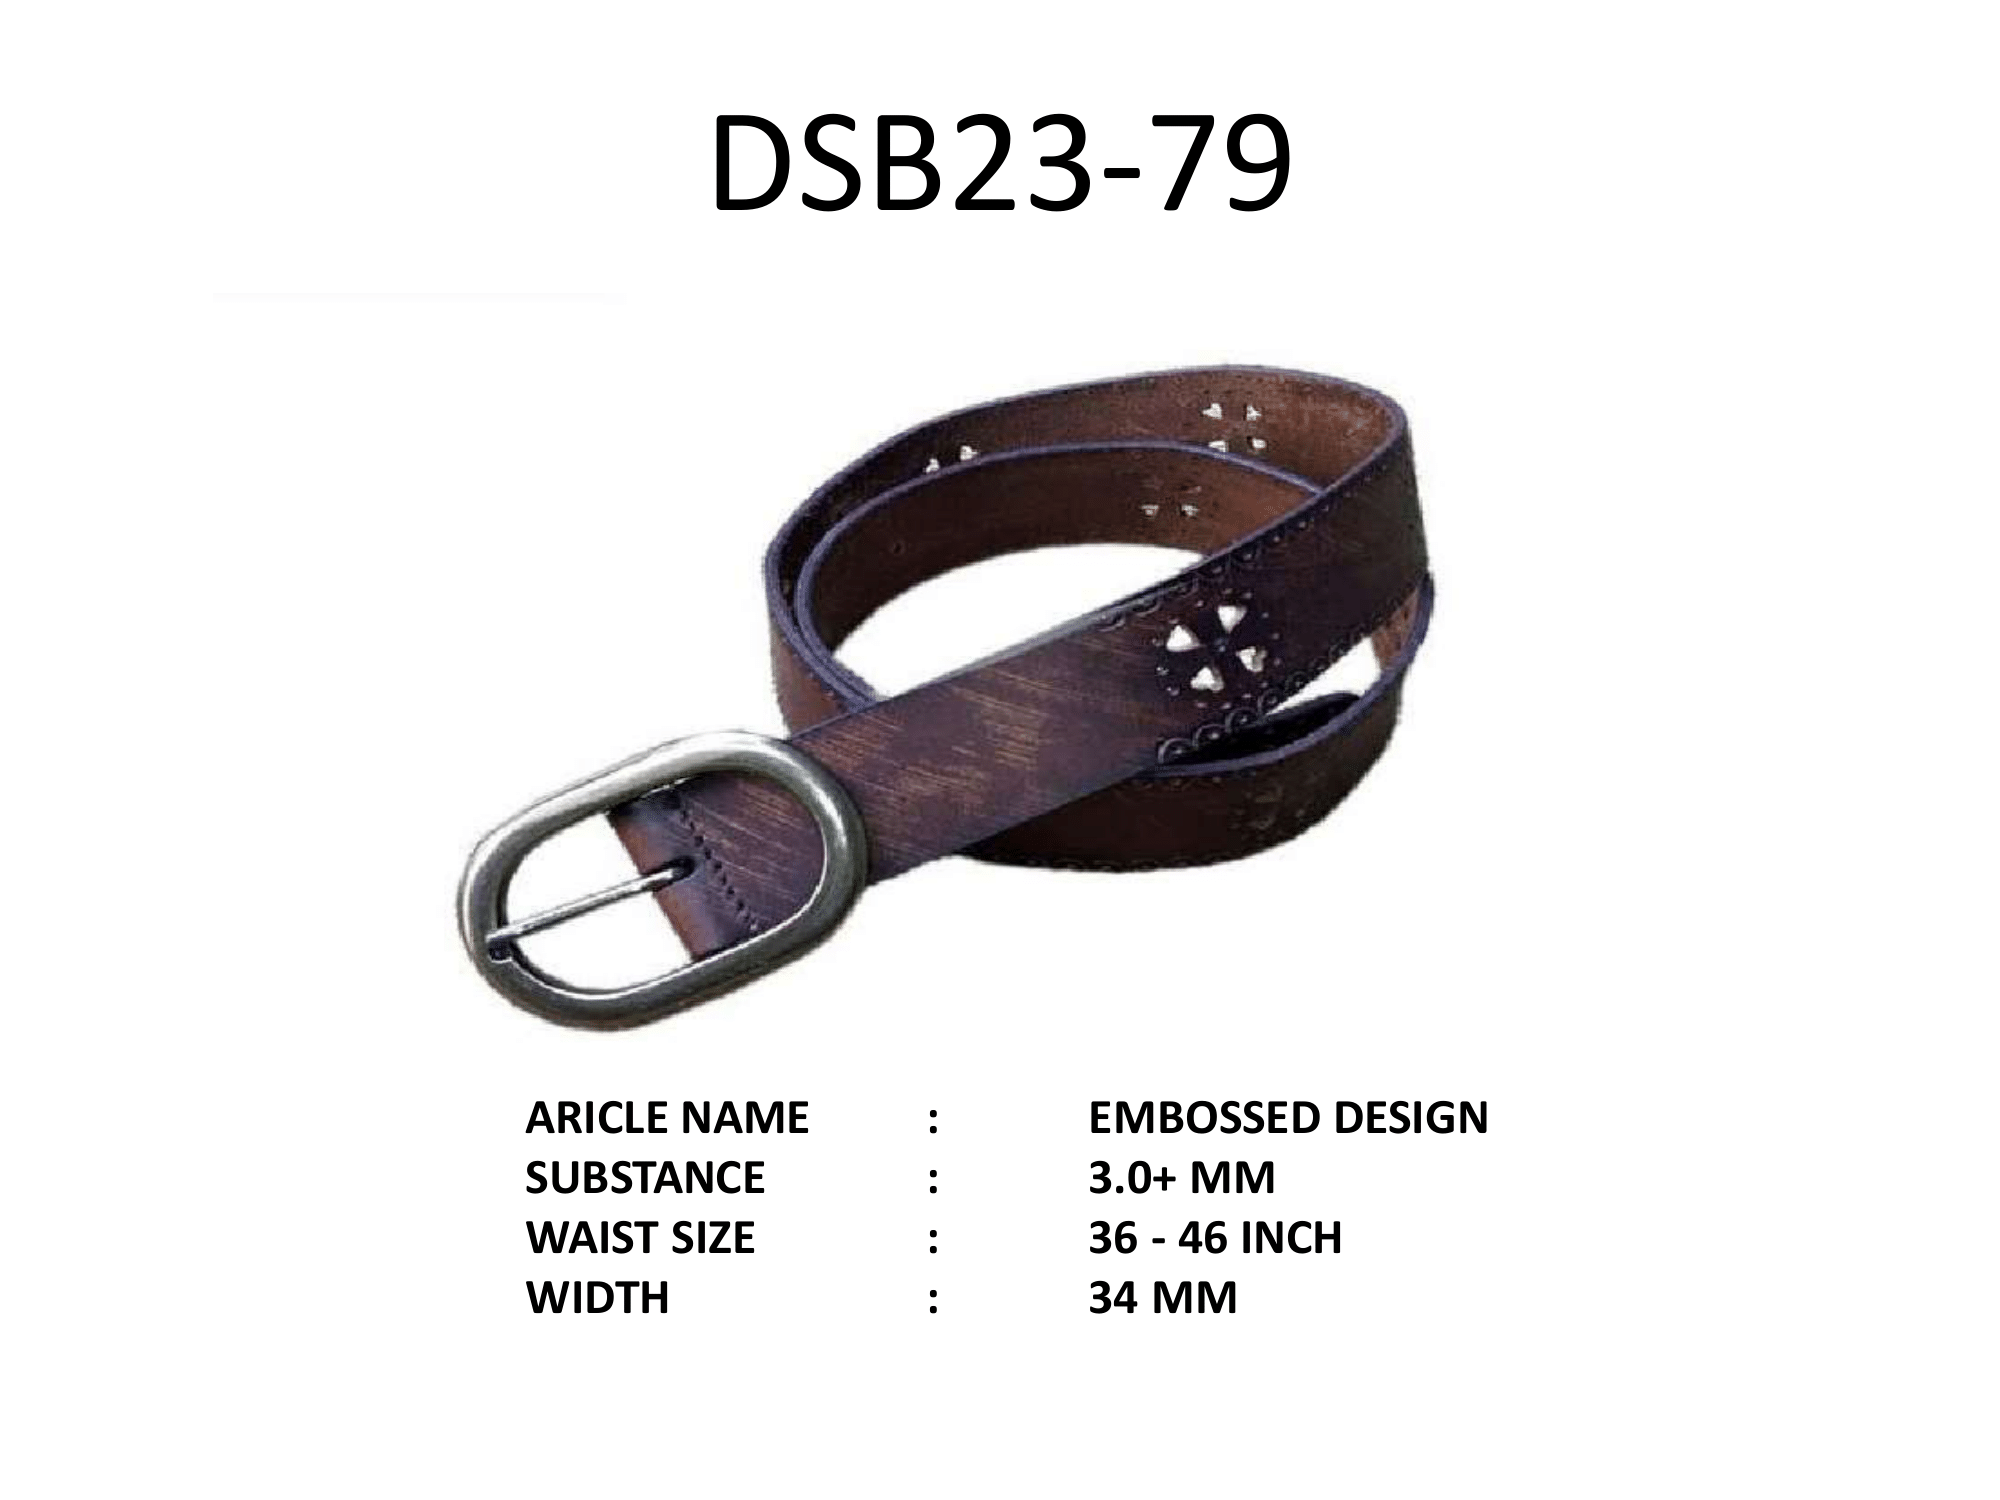 DSB23-79
ARICLE NAME : EMBOSSED DESIGN
SUBSTANCE : 3.0+ MM
WAIST SIZE : 36 - 46 INCH
WIDTH : 34 MM